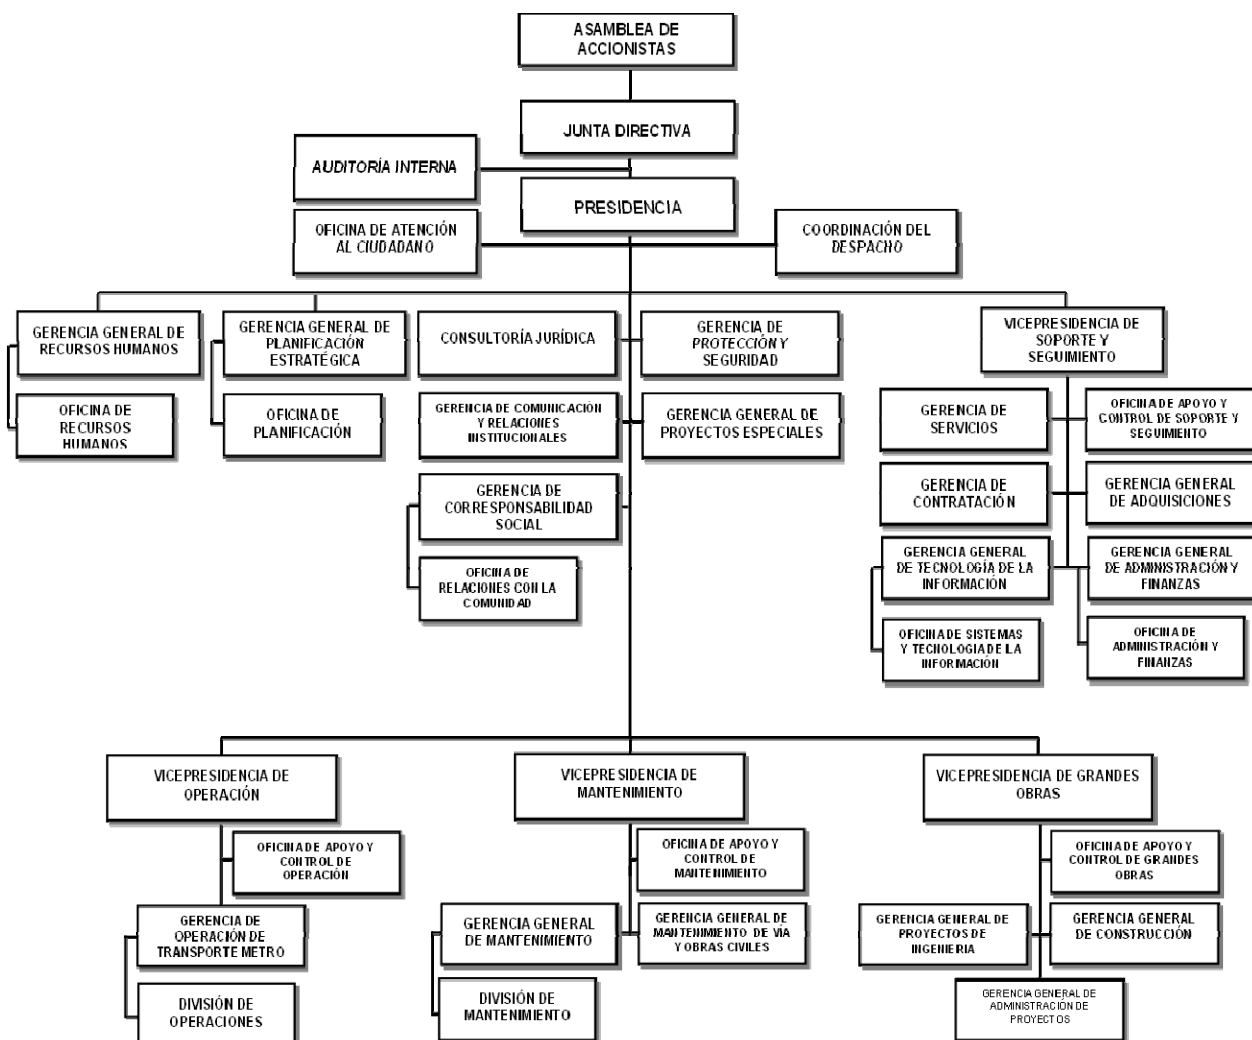 ASAMBLEA DE
ACCIONISTAS
JUNTA DIRECTIVA
AUDITORÍA INTERNA
PRESIDENCIA
OFICINA DE ATENCIÓN
AL CIUDADANO
COORDINACIÓN DEL
DESPACHO
GERENCIA GENERAL DE
RECURSOS HUMANOS
GERENCIA GENERAL DE
PLANIFICACIÓN
ESTRATÉGICA
CONSULTORÍA JURÍDICA
GERENCIA DE
PROTECCIÓN Y
SEGURIDAD
VICEPRESIDENCIA DE
SOPORTE Y
SEGUIMIENTO
OFICINA DE
RECURSOS
HUMANOS
OFICINA DE
PLANIFICACIÓN
GERENCIA DE COMUNICACIÓN
Y RELACIONES
INSTITUCIONALES
GERENCIA GENERAL DE
PROYECTOS ESPECIALES
GERENCIA DE
SERVICIOS
OFICINA DE APOYO Y
CONTROL DE SOPORTE Y
SEGUIMIENTO
GERENCIA DE
CORRESPONSABILIDAD
SOCIAL
GERENCIA DE
CONTRATACIÓN
GERENCIA GENERAL
DE ADQUISICIONES
OFICINA DE
RELACIONES CON LA
COMUNIDAD
GERENCIA GENERAL
DE TECNOLOGÍA DE LA
INFORMACIÓN
GERENCIA GENERAL
DE ADMINISTRACIÓN Y
FINANZAS
OFICINA DE SISTEMAS
Y TECNOLOGIA DE LA
INFORMACIÓN
OFICINA DE
ADMINISTRACIÓN Y
FINANZAS
VICEPRESIDENCIA DE
OPERACIÓN
VICEPRESIDENCIA DE
MANTENIMIENTO
VICEPRESIDENCIA DE GRANDES
OBRAS
OFICINA DE APOYO Y
CONTROL DE
OPERACIÓN
OFICINA DE APOYO Y
CONTROL DE
MANTENIMIENTO
OFICINA DE APOYO Y
CONTROL DE GRANDES
OBRAS
GERENCIA DE
OPERACIÓN DE
TRANSPORTE METRO
GERENCIA GENERAL
DE MANTENIMIENTO
GERENCIA GENERAL DE
MANTENIMIENTO DE VÍA
Y OBRAS CIVILES
GERENCIA GENERAL DE
PROYECTOS DE
INGENIERIA
GERENCIA GENERAL
DE CONSTRUCCIÓN
DIVISIÓN DE
OPERACIONES
DIVISIÓN DE
MANTENIMIENTO
GERENCIA GENERAL DE
ADMINISTRACIÓN DE
PROYECTOS